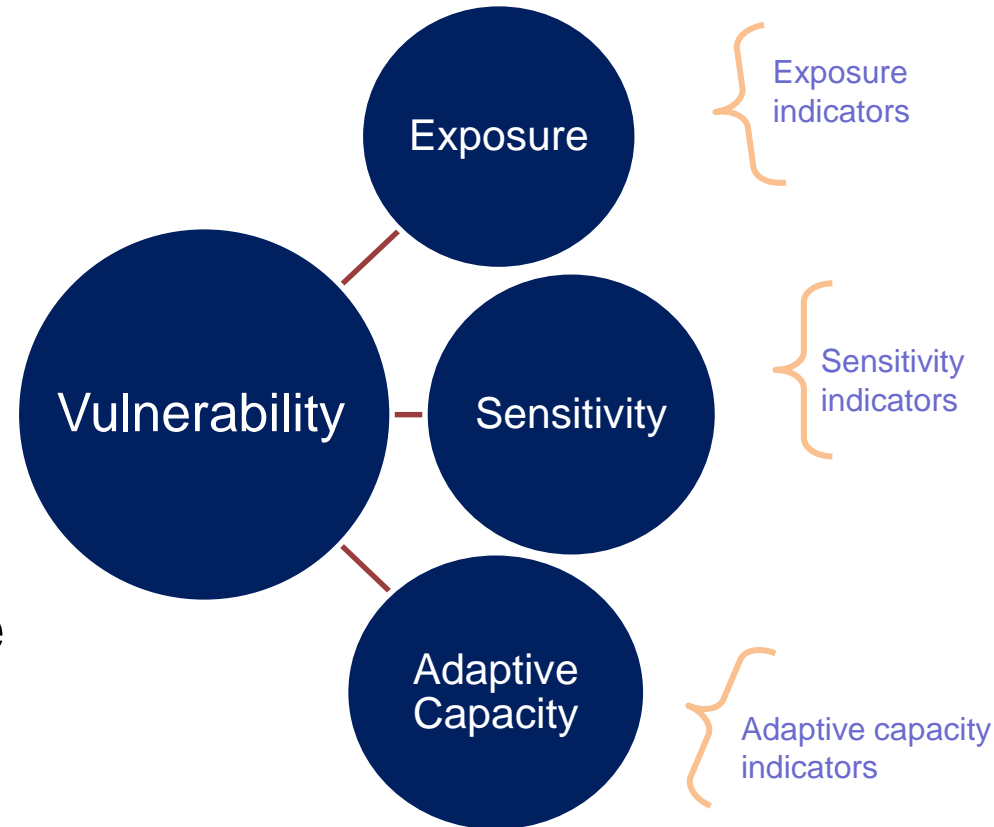 Exposure
Exposure
indicators
Vulnerability
Sensitivity
Sensitivity
indicators
e
Adaptive
Capacity
Adaptive capacity
indicators